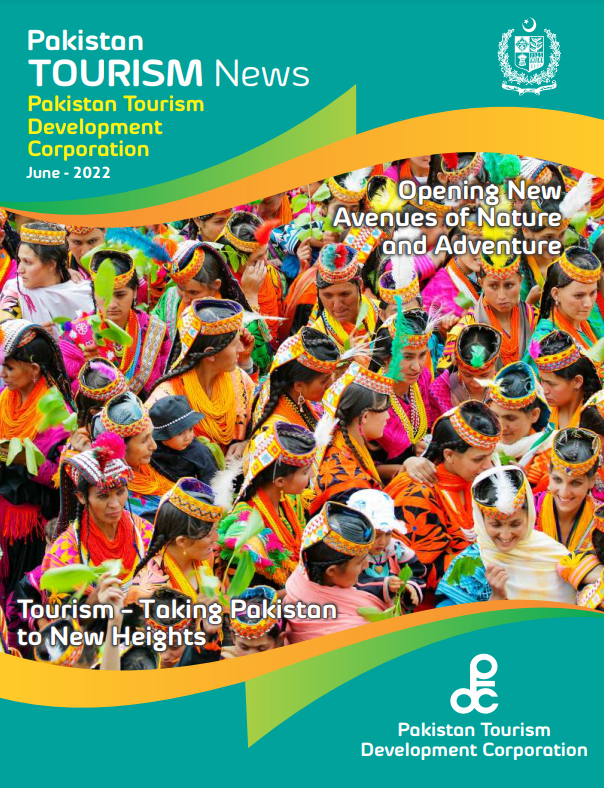 Pakistan
TOURISM News
Pakistan Tourism
Development
Corporation
June - 2022
Opening New
Avenues of Nature
and Adventure
Tourism – Taking Pakistan
to New Heights
ptdc
Pakistan Tourism
Development Corporation